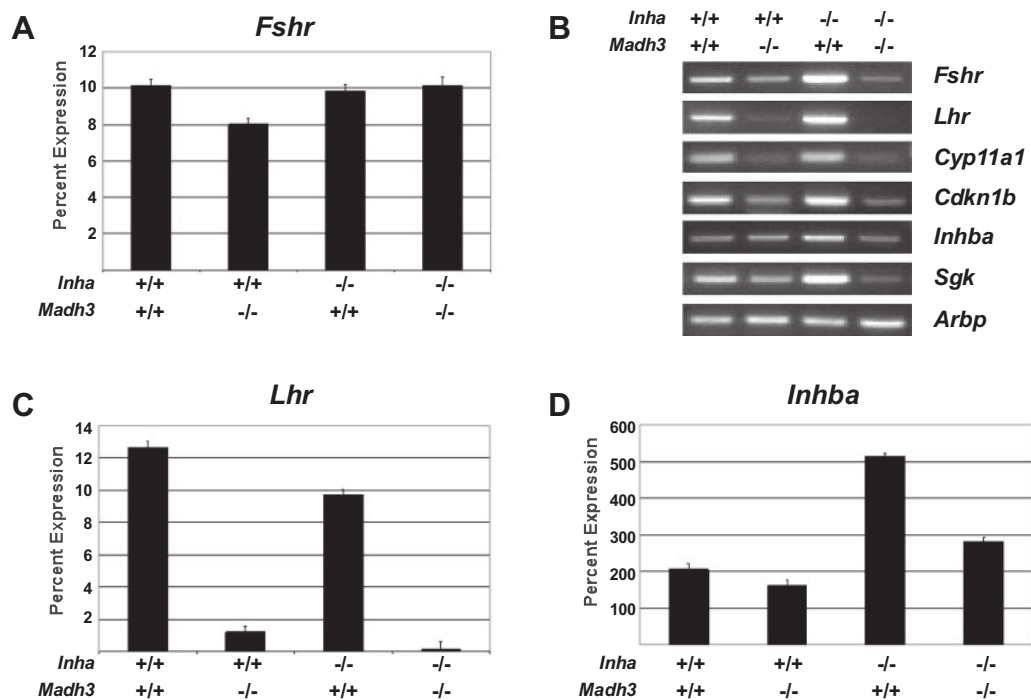 A
Fshr
Percent Expression
12
10
8
6
4
2
Inha +/+ +/+ -/- -/-
Madh3 +/+ -/- +/+ -/-
B
Inha +/+ +/+ -/- -/-
Madh3 +/+ -/- +/+ -/-
Fshr
Lhr
Cyp11a1
Cdkn1b
Inhba
Sgk
Arbp
C
Lhr
Percent Expression
14
12
10
8
6
4
2
Inha +/+ +/+ -/- -/-
Madh3 +/+ -/- +/+ -/-
D
Inhba
Percent Expression
600
500
400
300
200
100
Inha +/+ +/+ -/- -/-
Madh3 +/+ -/- +/+ -/-